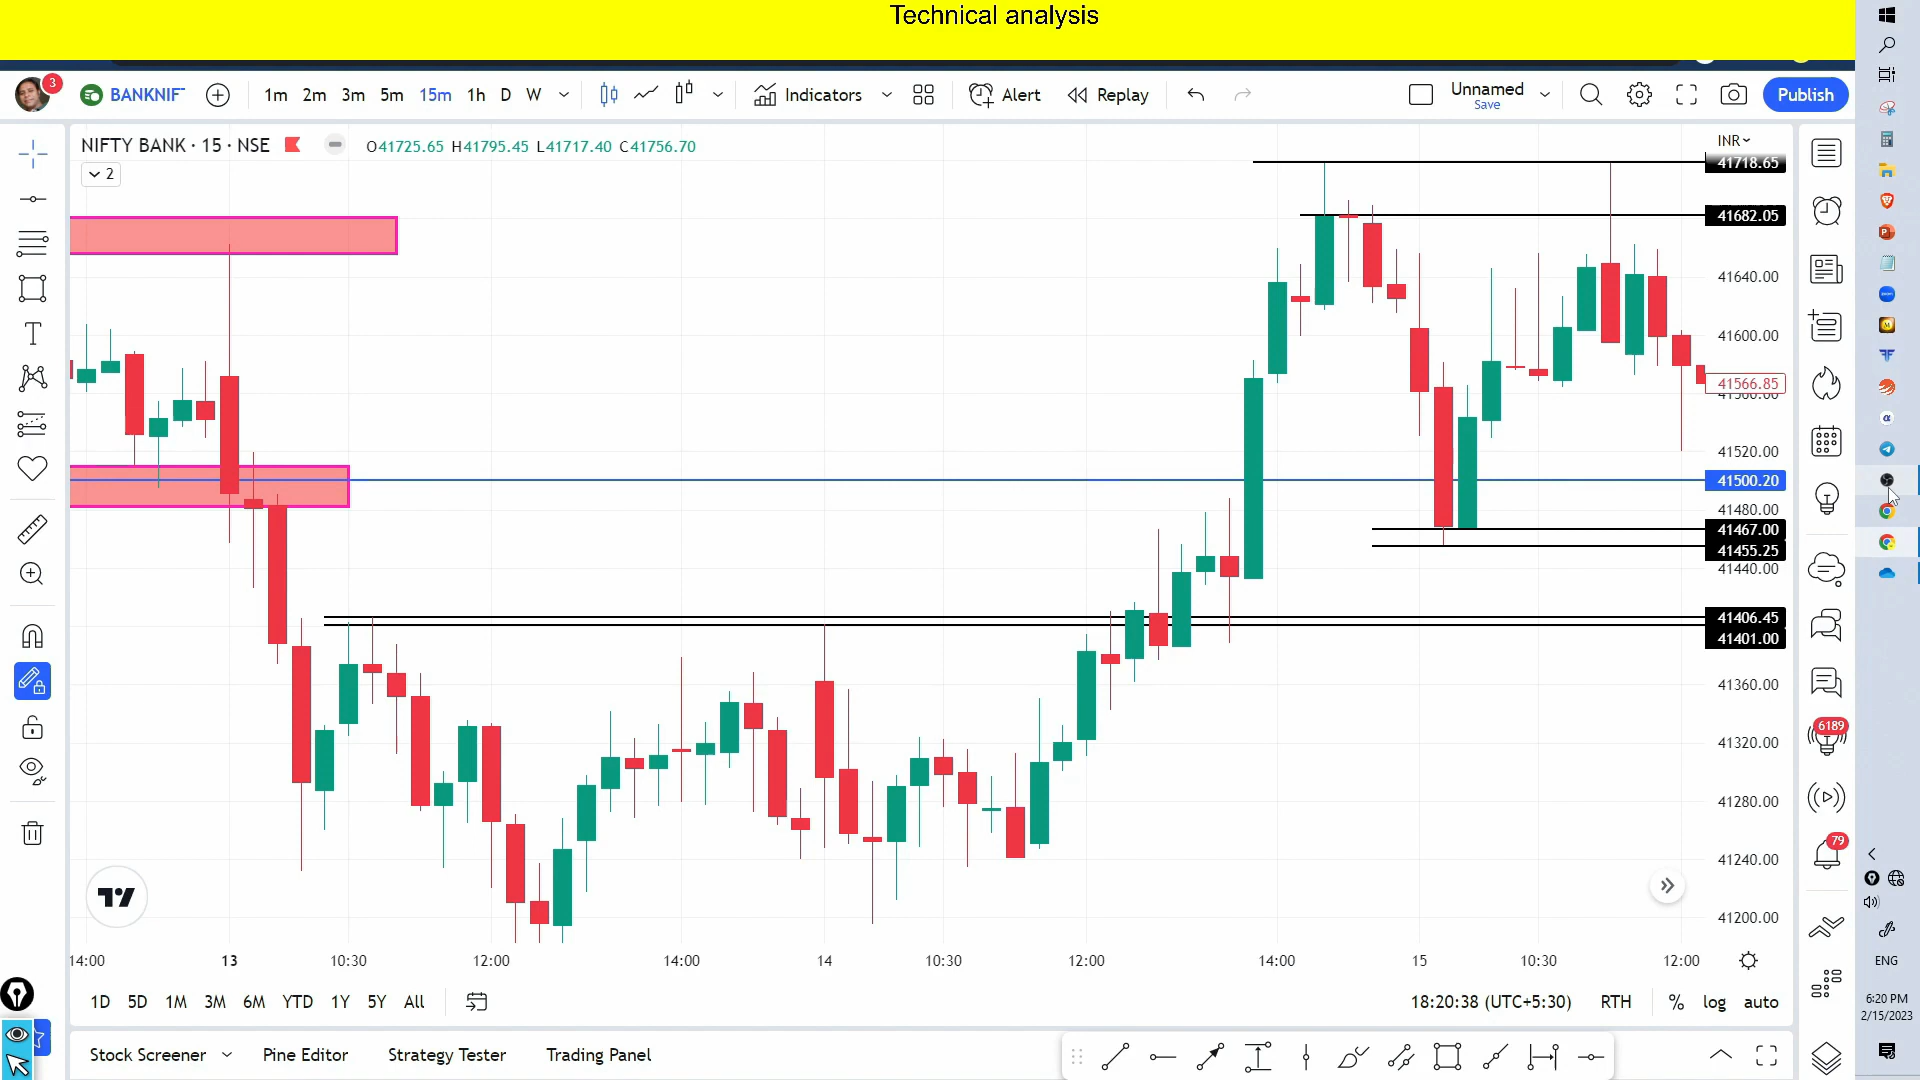 Technical analysis
3
BANKNIF
1m 2m 3m 5m 15m 1h D W
Indicators
Alert
Replay
Unnamed
Save
Publish
NIFTY BANK · 15 · NSE
O41725.65 H41795.45 L41717.40 C41756.70
2
INR
41718.65
41682.05
41640.00
41600.00
41566.85
41560.00
41520.00
41500.20
41480.00
41467.00
41455.25
41440.00
41406.45
41401.00
41360.00
41320.00
41280.00
41240.00
41200.00
14:00 13 10:30 12:00 14:00 14 10:30 12:00 14:00 15 10:30 12:00
1D 5D 1M 3M 6M YTD 1Y 5Y All
18:20:38 (UTC+5:30) RTH % log auto
Stock Screener Pine Editor Strategy Tester Trading Panel
6189
79
ENG
6:20 PM
2/15/2023